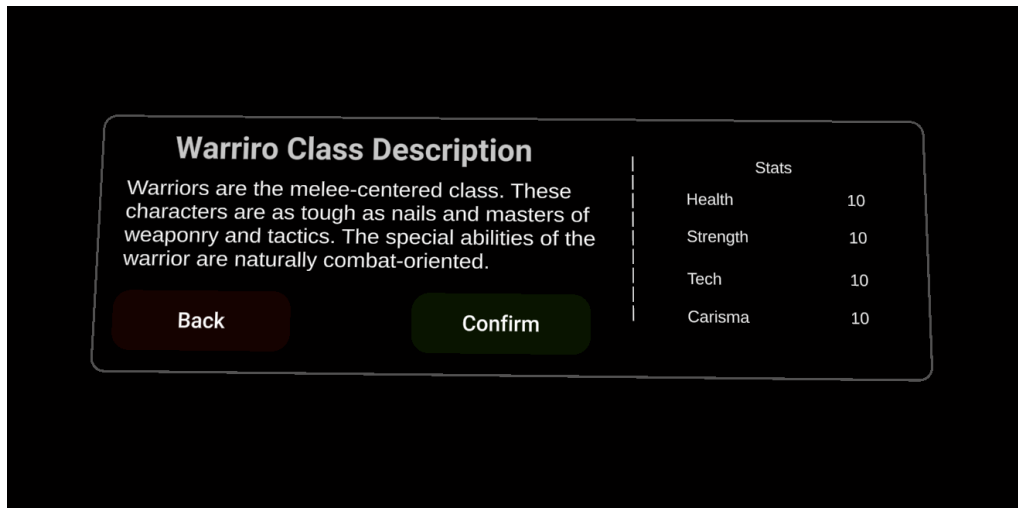 Warriro Class Description
Warriors are the melee-centered class. These
characters are as tough as nails and masters of
weaponry and tactics. The special abilities of the
warrior are naturally combat-oriented.
Back
Confirm
Stats
Health 10
Strength 10
Tech 10
Carisma 10